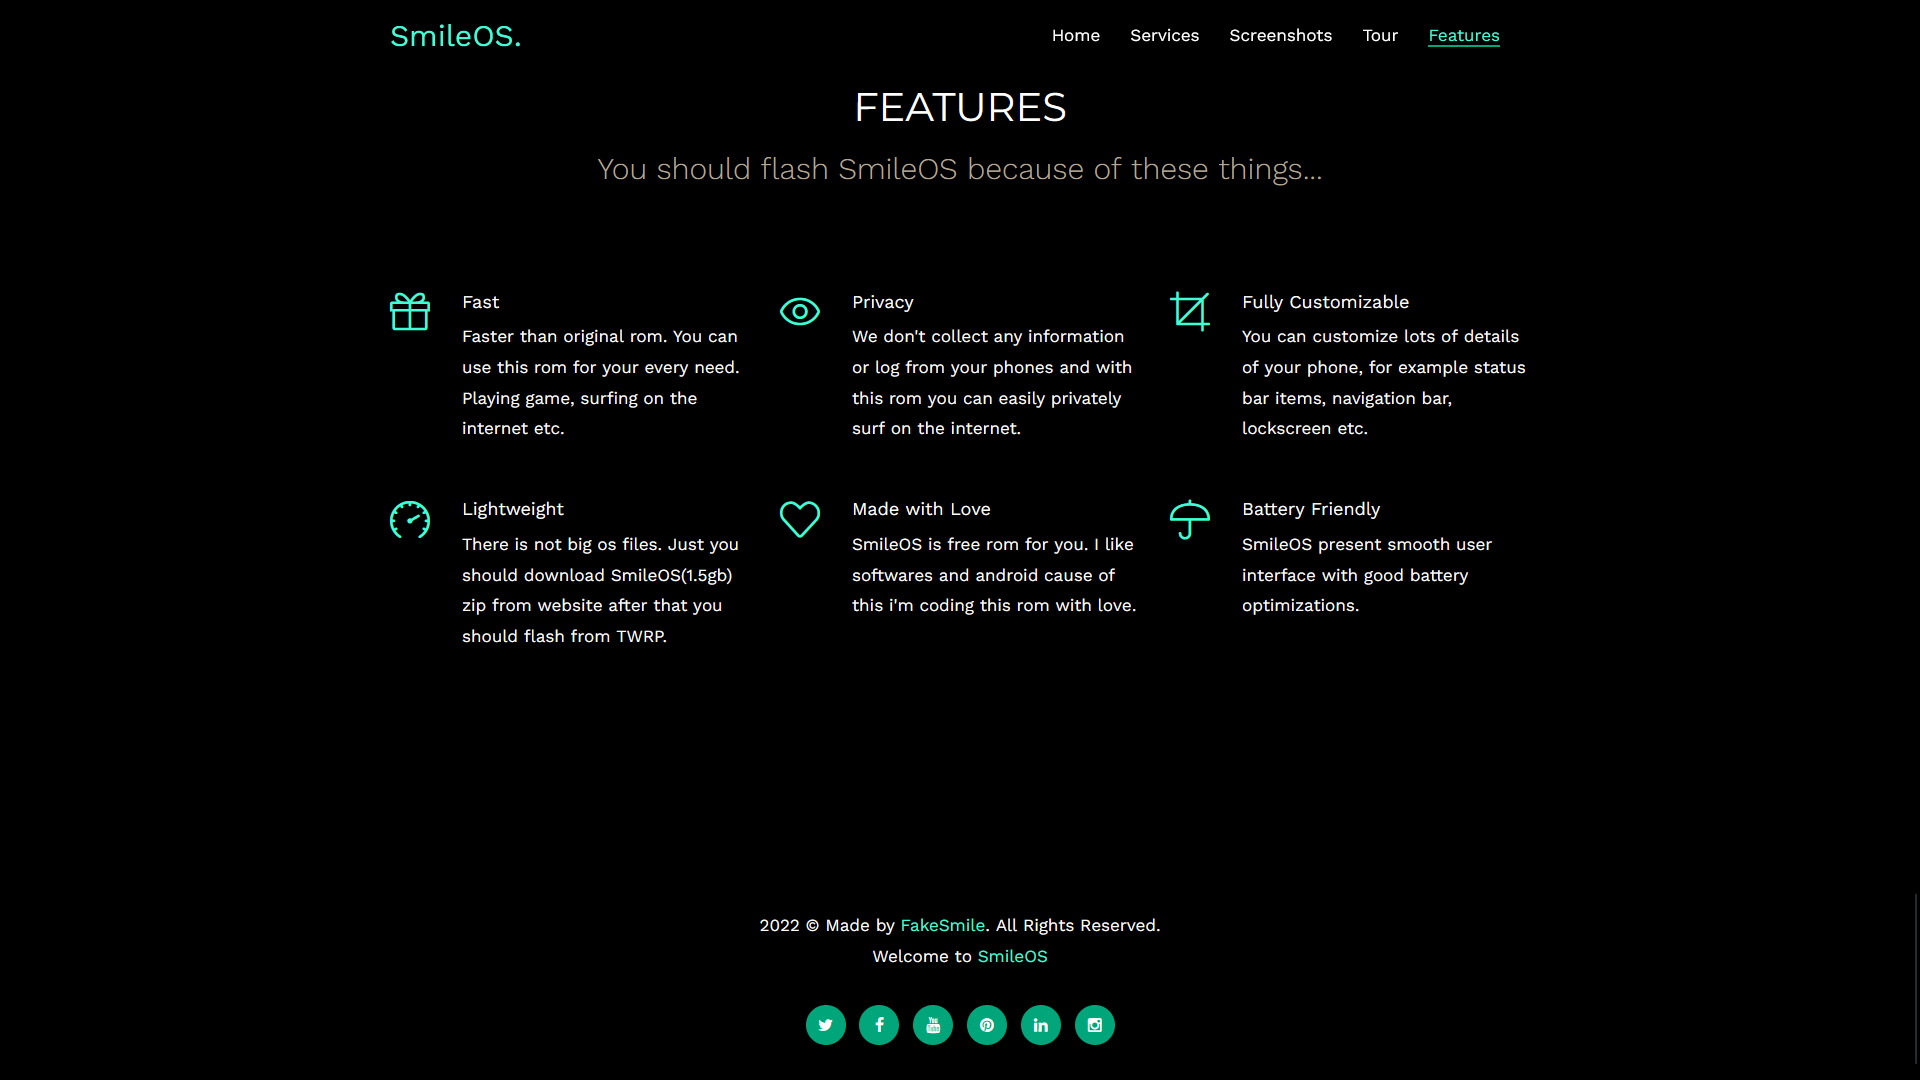 SmileOS.
Home
Services
Screenshots
Tour
Features
FEATURES
You should flash SmileOS because of these things...
Fast
Faster than original rom. You can
use this rom for your every need.
Playing game, surfing on the
internet etc.
Privacy
We don't collect any information
or log from your phones and with
this rom you can easily privately
surf on the internet.
Fully Customizable
You can customize lots of details
of your phone, for example status
bar items, navigation bar,
lockscreen etc.
Lightweight
There is not big os files. Just you
should download SmileOS(1.5gb)
zip from website after that you
should flash from TWRP.
Made with Love
SmileOS is free rom for you. I like
softwares and android cause of
this i'm coding this rom with love.
Battery Friendly
SmileOS present smooth user
interface with good battery
optimizations.
2022 © Made by FakeSmile. All Rights Reserved.
Welcome to SmileOS